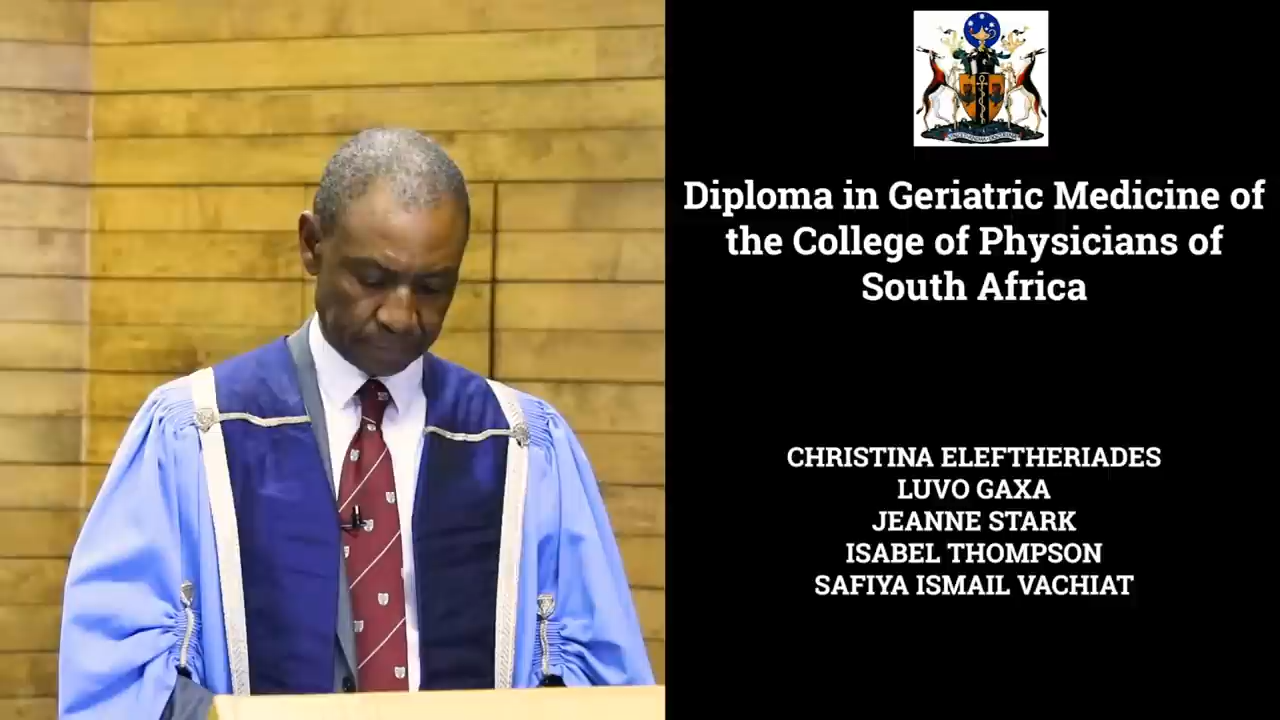 Diploma in Geriatric Medicine of
the College of Physicians of
South Africa
CHRISTINA ELEFTHERIADES
LUVO GAXA
JEANNE STARK
ISABEL THOMPSON
SAFIYA ISMAIL VACHIAT